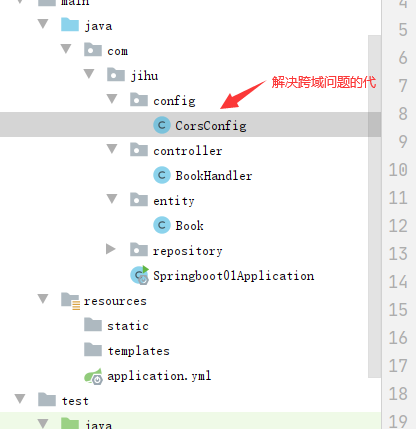 main
4
java
5
com
6
jihu
7
config
解决跨域问题的代
8
CorsConfig
9
controller
10
BookHandler
11
entity
12
Book
13
repository
14
Springboot01Application
15
resources
static
16
templates
17
application.yml
18
test
19
java